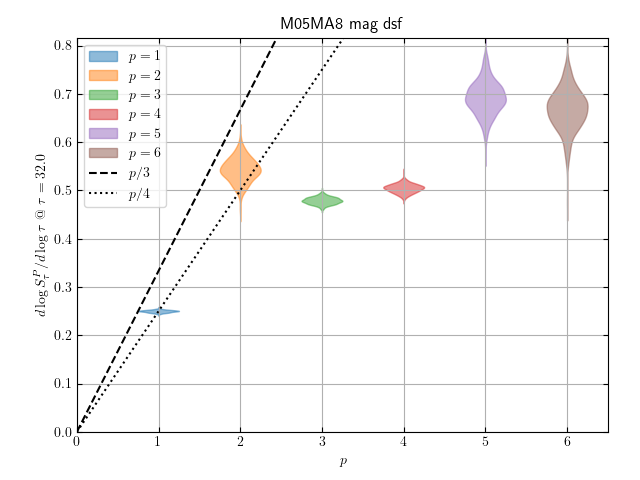 M05MA8 mag dsf
d log S_τ^P / d log τ @ τ = 32.0
0.8
0.7
0.6
0.5
0.4
0.3
0.2
0.1
0.0
p = 1
p = 2
p = 3
p = 4
p = 5
p = 6
p/3
p/4
0 1 2 3 4 5 6
p